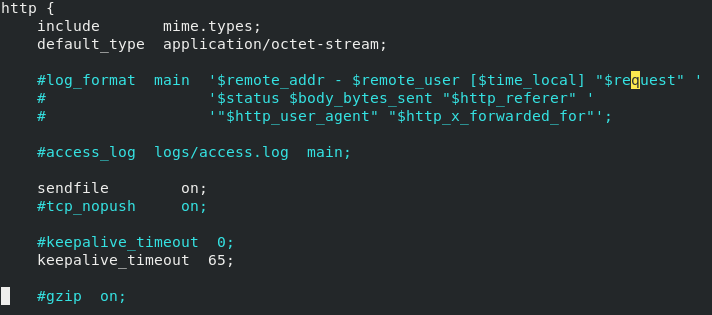 http {
    include       mime.types;
    default_type  application/octet-stream;

    #log_format  main  '$remote_addr - $remote_user [$time_local] "$request" '
    #                  '$status $body_bytes_sent "$http_referer" '
    #                  '"$http_user_agent" "$http_x_forwarded_for"';

    #access_log  logs/access.log  main;

    sendfile        on;
    #tcp_nopush     on;

    #keepalive_timeout  0;
    keepalive_timeout  65;

    #gzip  on;